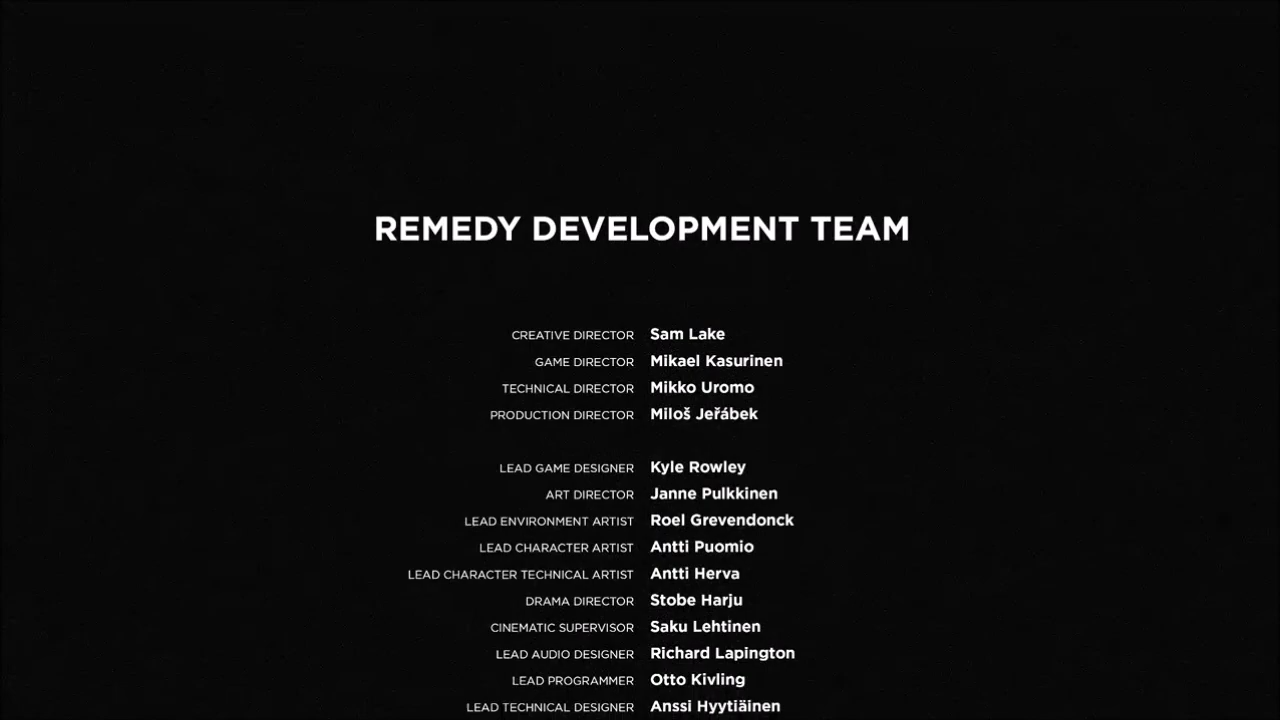 REMEDY DEVELOPMENT TEAM
CREATIVE DIRECTOR Sam Lake
GAME DIRECTOR Mikael Kasurinen
TECHNICAL DIRECTOR Mikko Uromo
PRODUCTION DIRECTOR Miloš Jeřábek
LEAD GAME DESIGNER Kyle Rowley
ART DIRECTOR Janne Pulkkinen
LEAD ENVIRONMENT ARTIST Roel Grevendonck
LEAD CHARACTER ARTIST Antti Puomio
LEAD CHARACTER TECHNICAL ARTIST Antti Herva
DRAMA DIRECTOR Stobe Harju
CINEMATIC SUPERVISOR Saku Lehtinen
LEAD AUDIO DESIGNER Richard Lapington
LEAD PROGRAMMER Otto Kivling
LEAD TECHNICAL DESIGNER Anssi Hyytiäinen